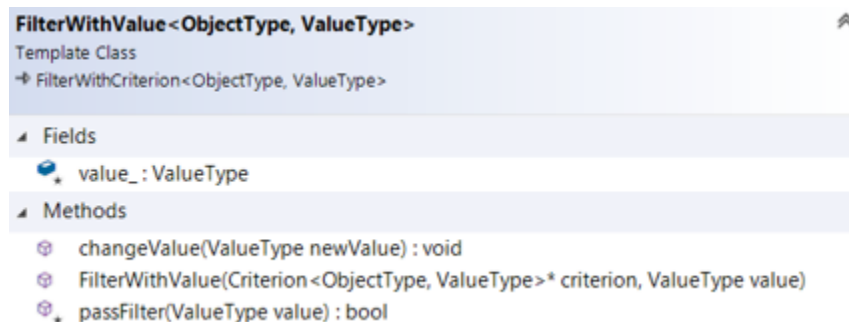 FilterWithValue<ObjectType, ValueType>
Template Class
FilterWithCriterion<ObjectType, ValueType>
Fields
value_ : ValueType
Methods
changeValue(ValueType newValue) : void
FilterWithValue(Criterion<ObjectType, ValueType>* criterion, ValueType value)
passFilter(ValueType value) : bool